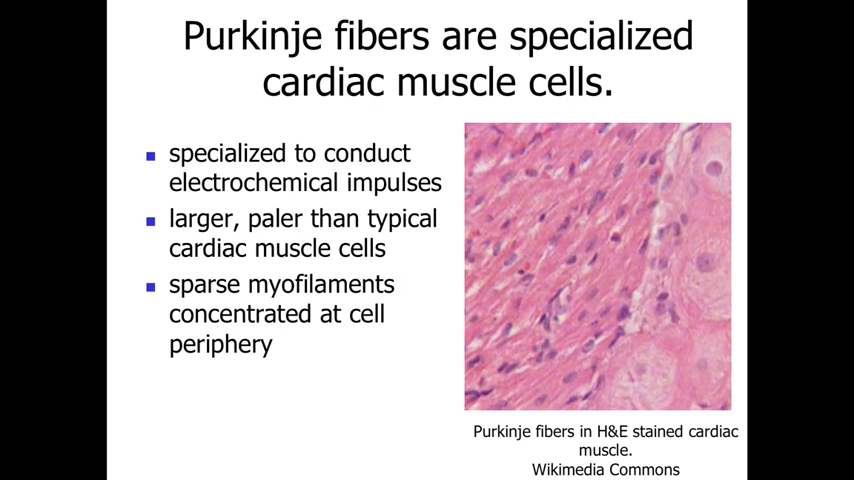 Purkinje fibers are specialized
cardiac muscle cells.
specialized to conduct
electrochemical impulses
larger, paler than typical
cardiac muscle cells
sparse myofilaments
concentrated at cell
periphery
Purkinje fibers in H&E stained cardiac
muscle.
Wikimedia Commons